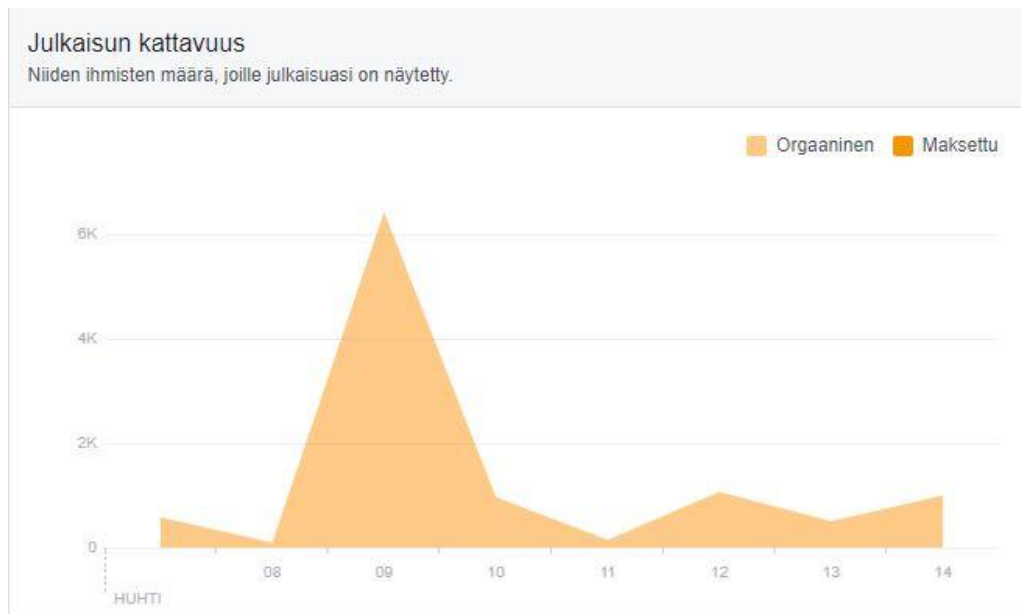 Julkaisun kattavuus
Niiden ihmisten määrä, joille julkaisuasi on näytetty.
Orgaaninen Maksettu
6K
4K
2K
0
08 09 10 11 12 13 14
HUHTI